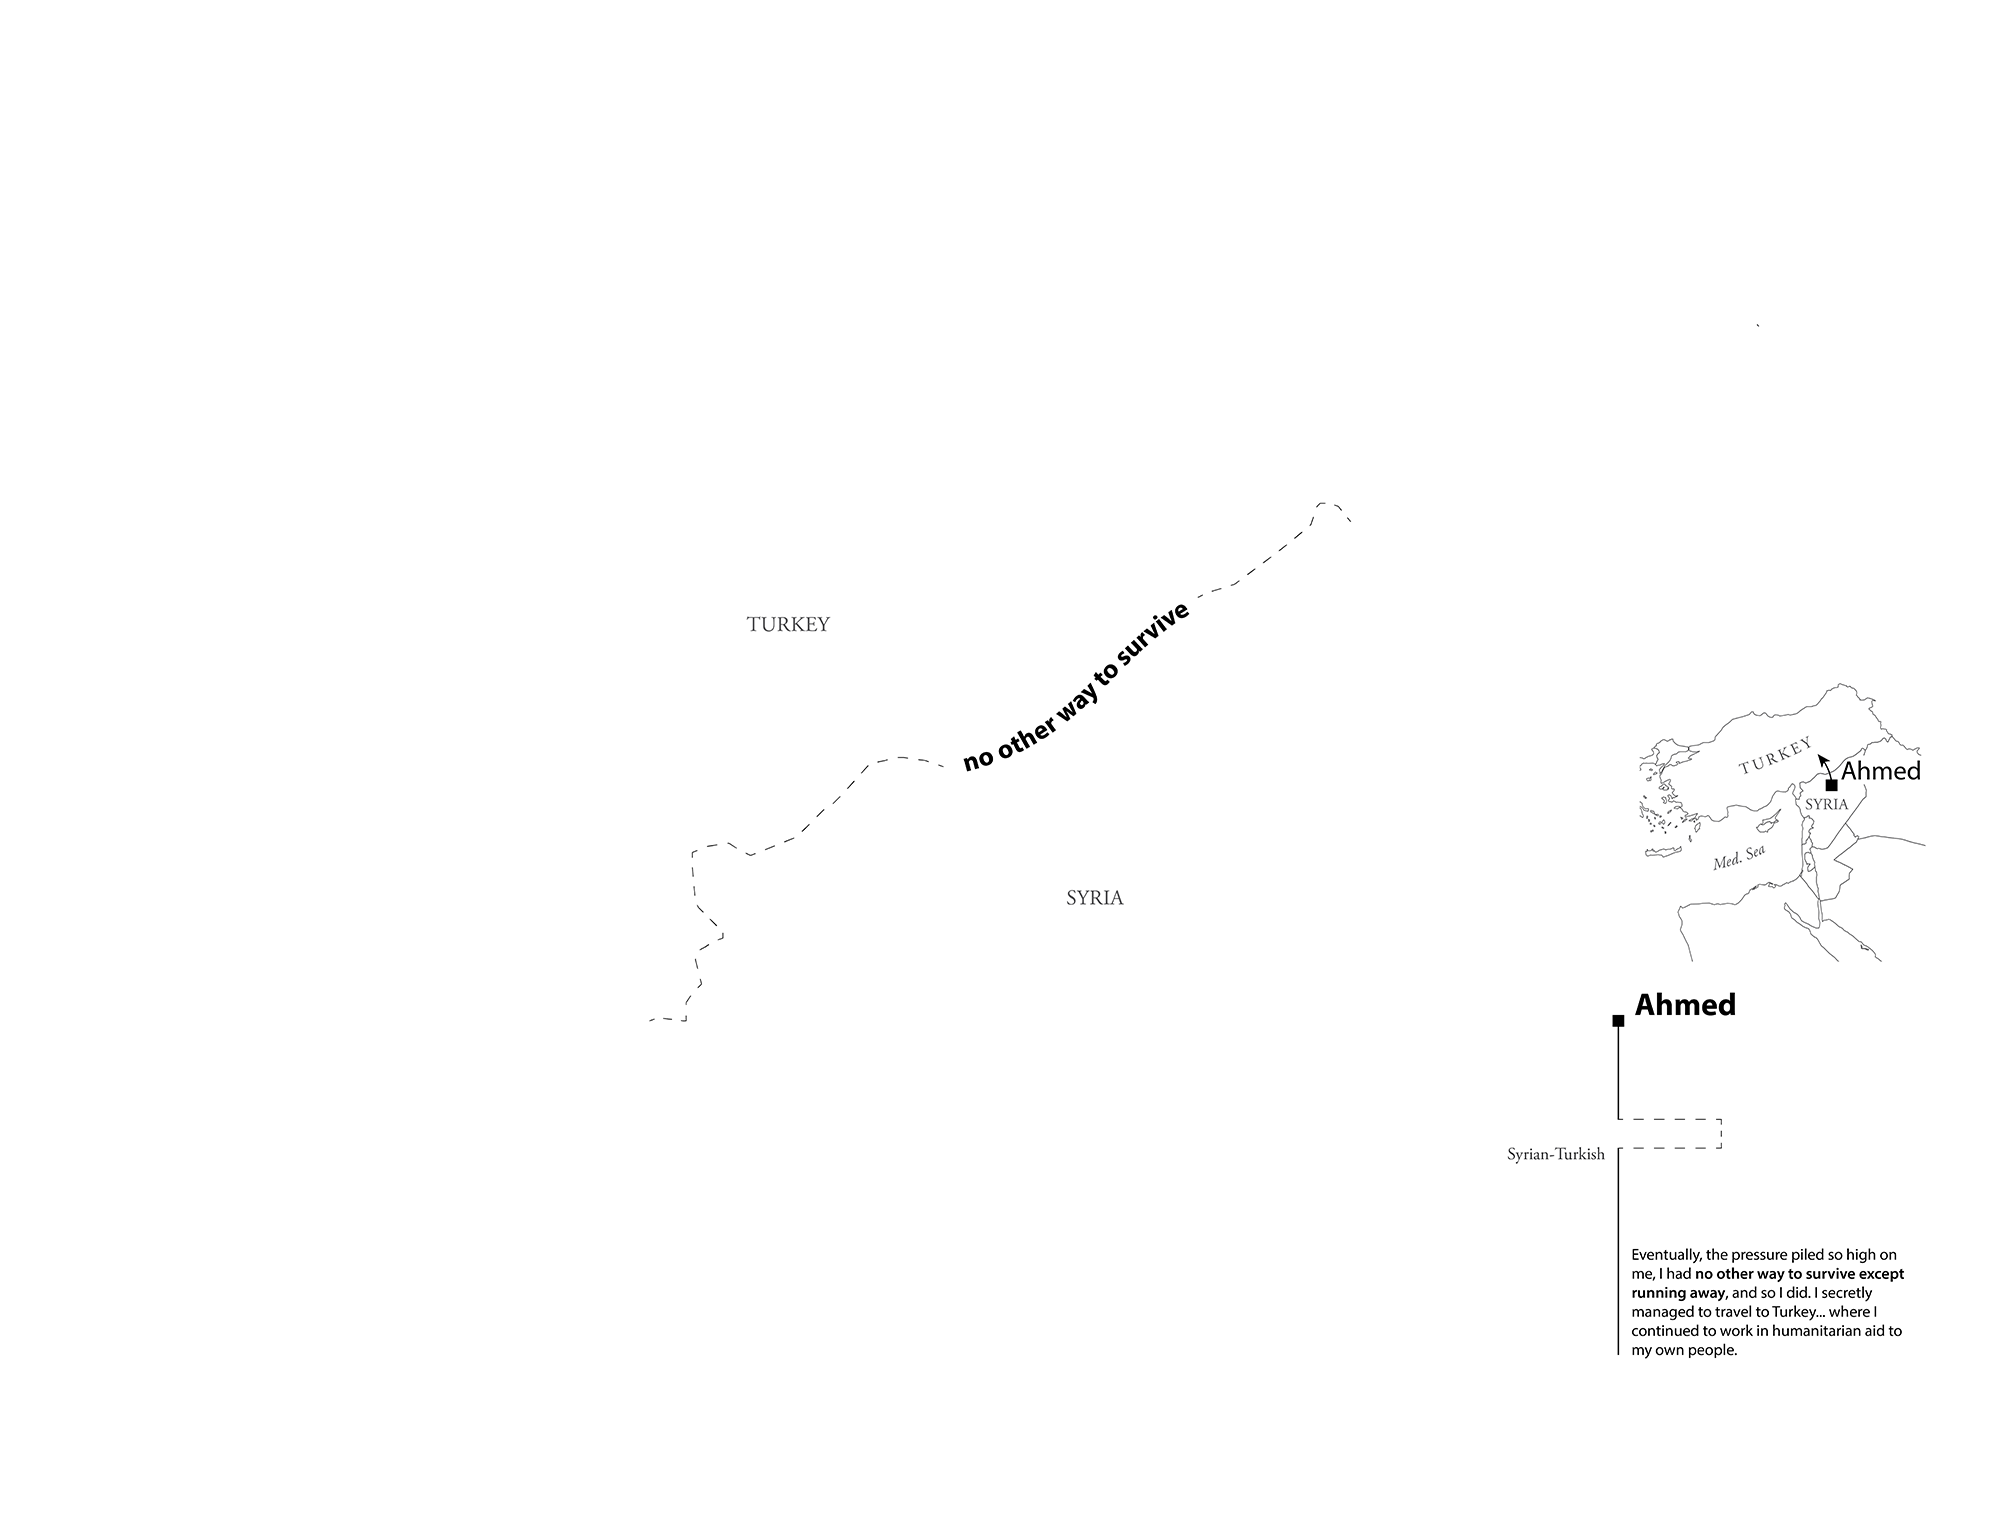 TURKEY
no other way to survive
SYRIA
TURKEY
Ahmed
SYRIA
Med. Sea
Ahmed
Syrian-Turkish
Eventually, the pressure piled so high on
me, I had no other way to survive except
running away, and so I did. I secretly
managed to travel to Turkey... where I
continued to work in humanitarian aid to
my own people.